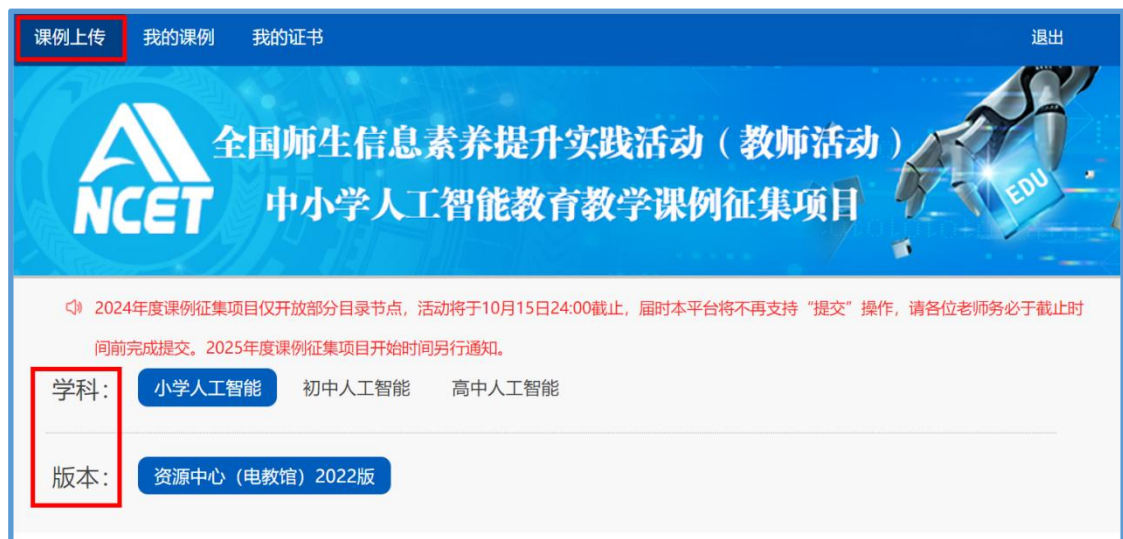 课例上传 我的课例 我的证书 退出
全国师生信息素养提升实践活动（教师活动）
NCET 中小学人工智能教育教学课例征集项目
EDU
2024年度课例征集项目仅开放部分目录节点，活动将于10月15日24:00截止，届时本平台将不再支持“提交”操作，请各位老师务必于截止时
间前完成提交。2025年度课例征集项目开始时间另行通知。
学科： 小学人工智能 初中人工智能 高中人工智能
版本： 资源中心（电教馆）2022版